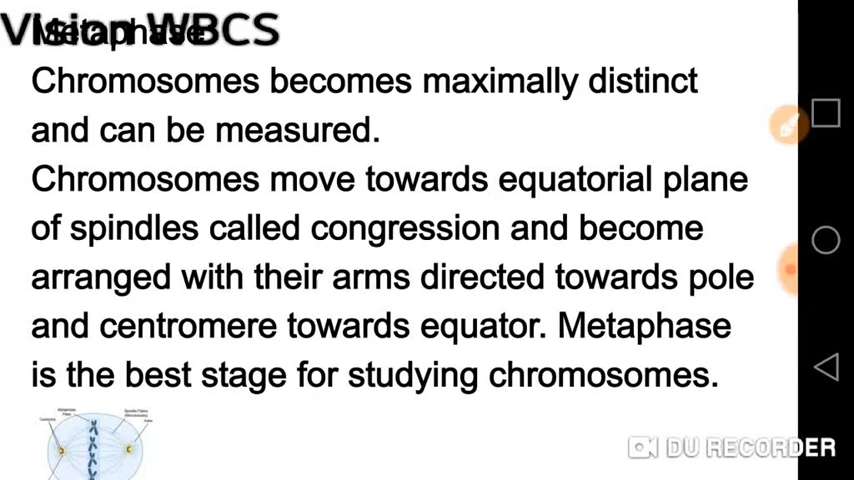 Vision WBCS
Metaphase
Chromosomes becomes maximally distinct
and can be measured.
Chromosomes move towards equatorial plane
of spindles called congression and become
arranged with their arms directed towards pole
and centromere towards equator. Metaphase
is the best stage for studying chromosomes.
DU RECORDER